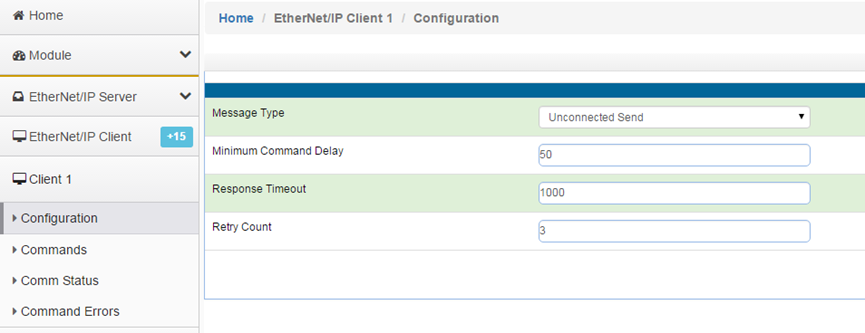 Home
Module
EtherNet/IP Server
EtherNet/IP Client +15
Client 1
Configuration
Commands
Comm Status
Command Errors
Home / EtherNet/IP Client 1 / Configuration
Message Type Unconnected Send
Minimum Command Delay 50
Response Timeout 1000
Retry Count 3